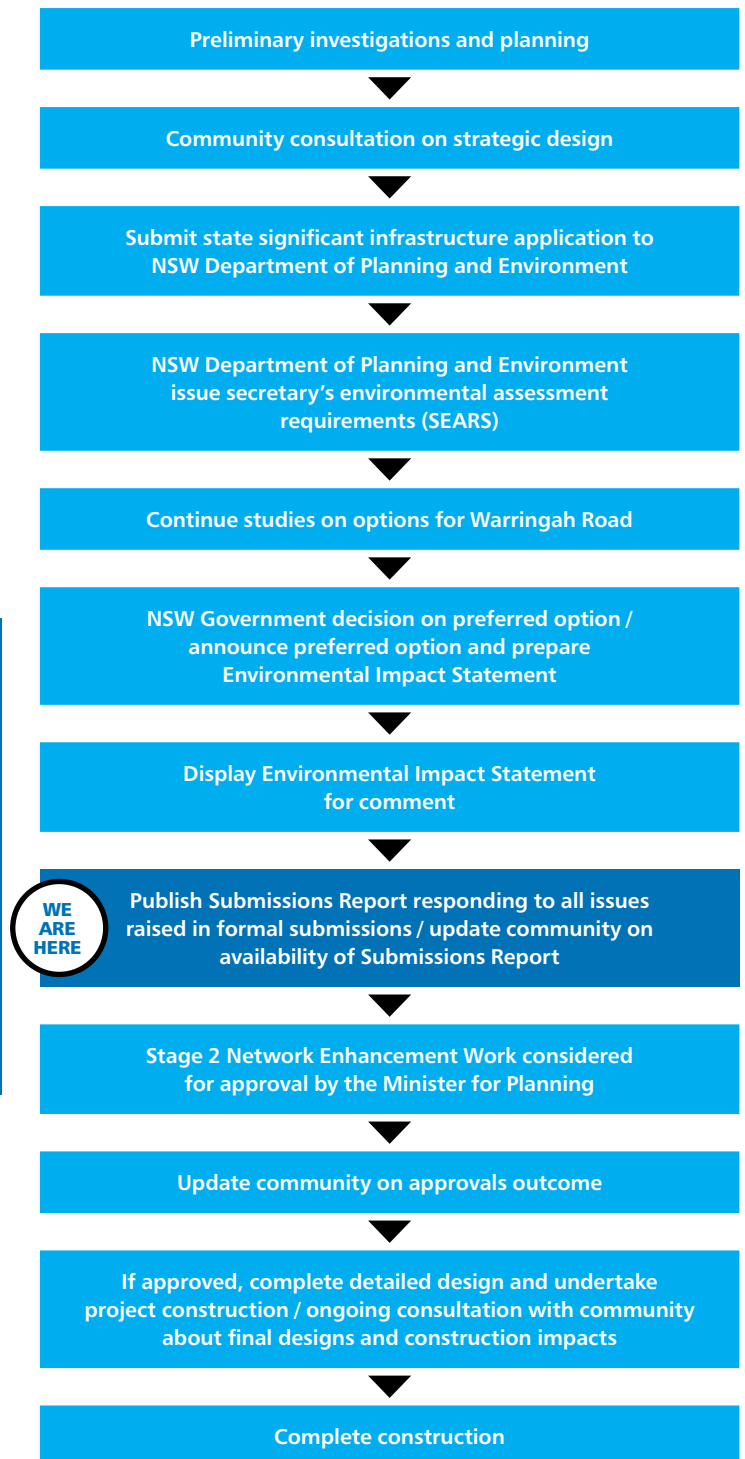 Preliminary investigations and planning
Community consultation on strategic design
Submit state significant infrastructure application to
NSW Department of Planning and Environment
NSW Department of Planning and Environment
issue secretary’s environmental assessment
requirements (SEARS)
Continue studies on options for Warringah Road
NSW Government decision on preferred option /
announce preferred option and prepare
Environmental Impact Statement
Display Environmental Impact Statement
for comment
WE
ARE
HERE
Publish Submissions Report responding to all issues
raised in formal submissions / update community on
availability of Submissions Report
Stage 2 Network Enhancement Work considered
for approval by the Minister for Planning
Update community on approvals outcome
If approved, complete detailed design and undertake
project construction / ongoing consultation with community
about final designs and construction impacts
Complete construction